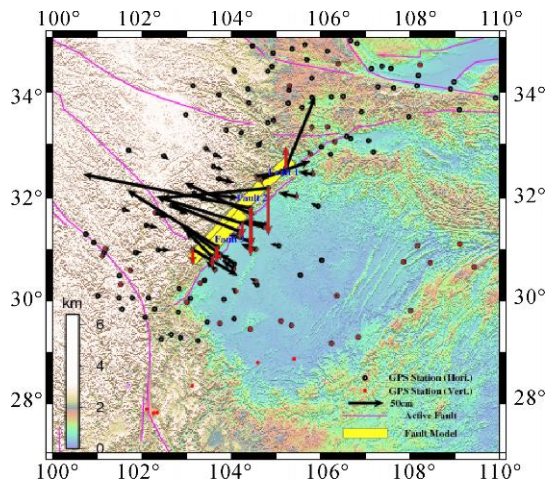 100° 102° 104° 106° 108° 110°
34° 34°
32° 32°
30° 30°
28° 28°
km
6
4
2
0
Fault 1
Fault 2
Fault
GPS Station (Hori.)
GPS Station (Vert.)
50cm
Active Fault
Fault Model
100° 102° 104° 106° 108° 110°